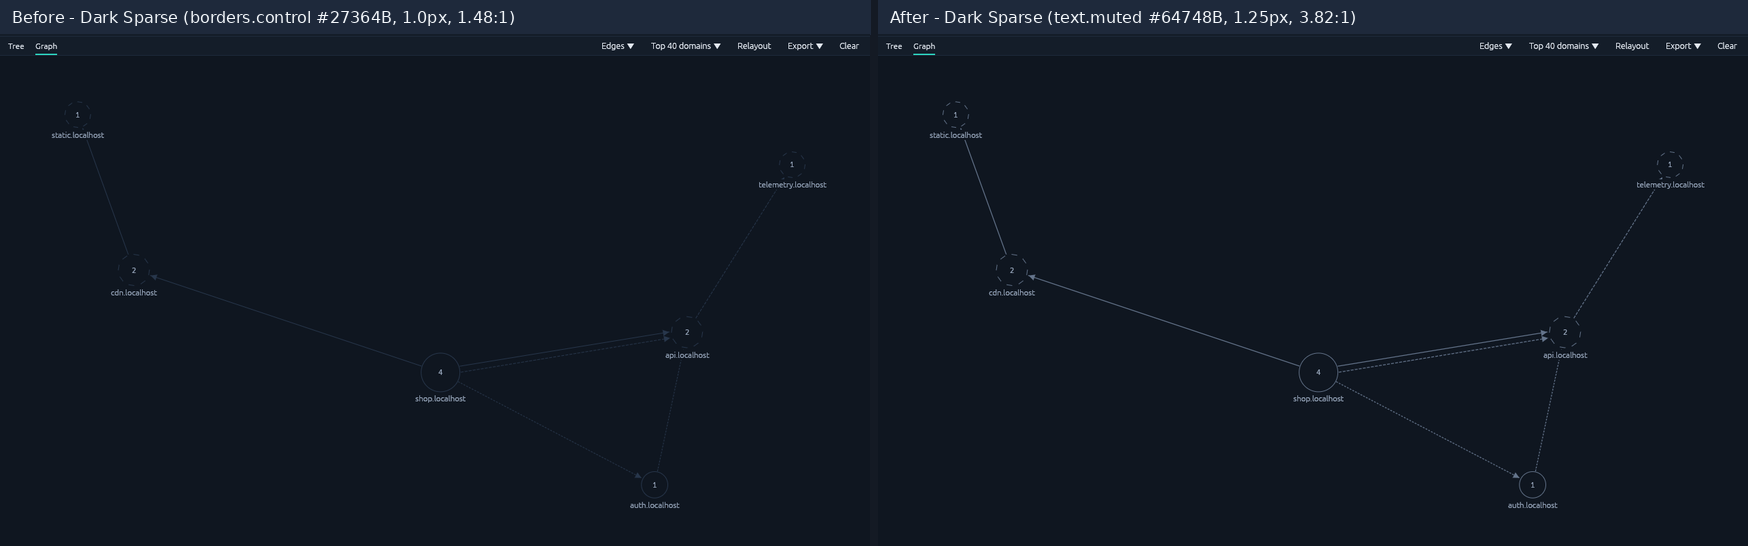 Before - Dark Sparse (borders.control #27364B, 1.0px, 1.48:1)
Tree Graph Edges ▼ Top 40 domains ▼ Relayout Export ▼ Clear
1
static.localhost
1
telemetry.localhost
2
cdn.localhost
2
api.localhost
4
shop.localhost
1
auth.localhost
After - Dark Sparse (text.muted #64748B, 1.25px, 3.82:1)
Tree Graph Edges ▼ Top 40 domains ▼ Relayout Export ▼ Clear
1
static.localhost
1
telemetry.localhost
2
cdn.localhost
2
api.localhost
4
shop.localhost
1
auth.localhost